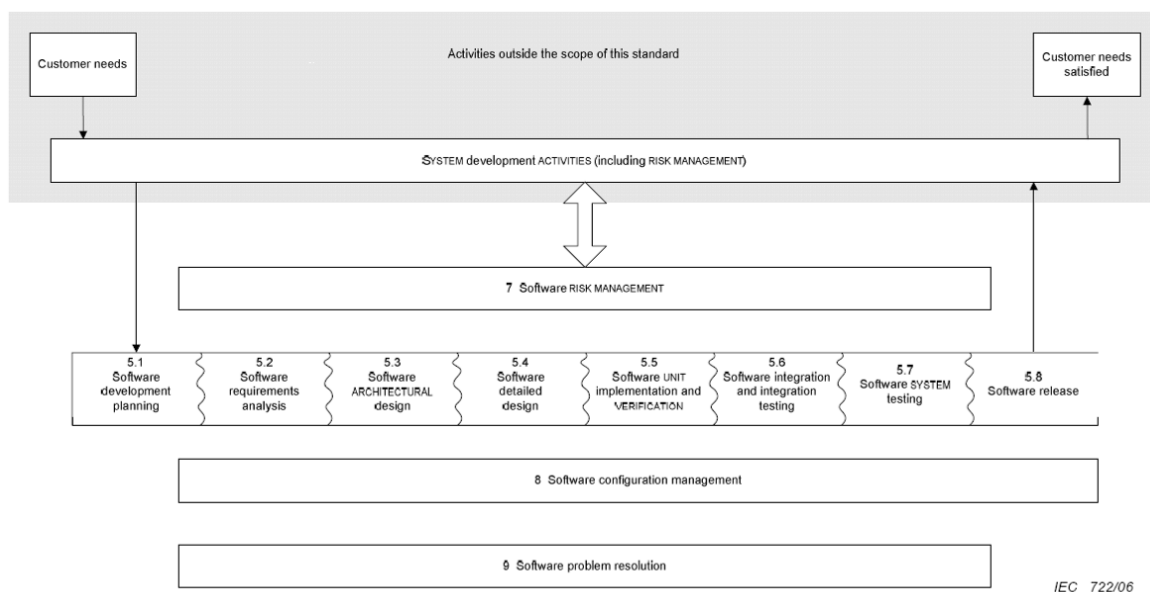 Activities outside the scope of this standard
Customer needs
Customer needs
satisfied
SYSTEM development ACTIVITIES (including RISK MANAGEMENT)
7 Software RISK MANAGEMENT
5.1
Software
development
planning
5.2
Software
requirements
analysis
5.3
Software
ARCHITECTURAL
design
5.4
Software
detailed
design
5.5
Software UNIT
implementation and
VERIFICATION
5.6
Software integration
and integration
testing
5.7
Software SYSTEM
testing
5.8
Software release
8 Software configuration management
9 Software problem resolution
IEC 722/06